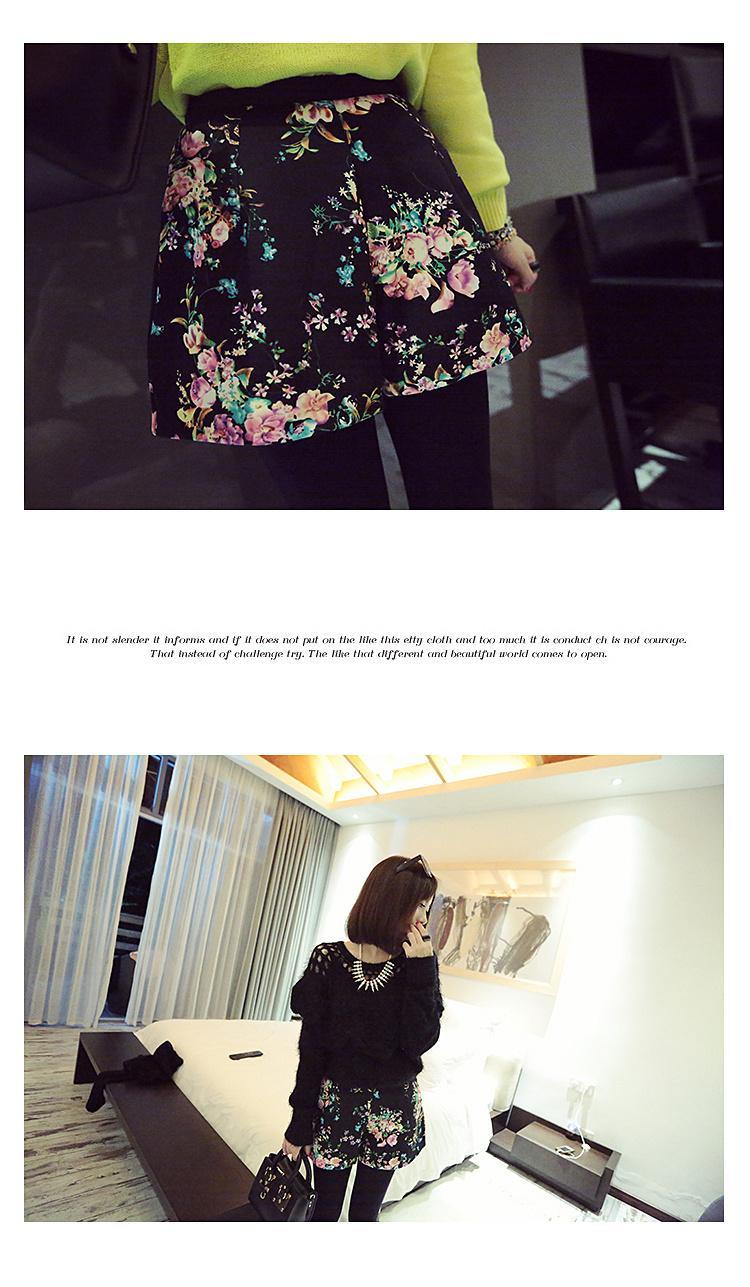 It is not slender it informs and if it does not put on the like this etty cloth and too much it is conduct ch is not courage.
That instead of challenge try. The like that different and beautiful world comes to open.